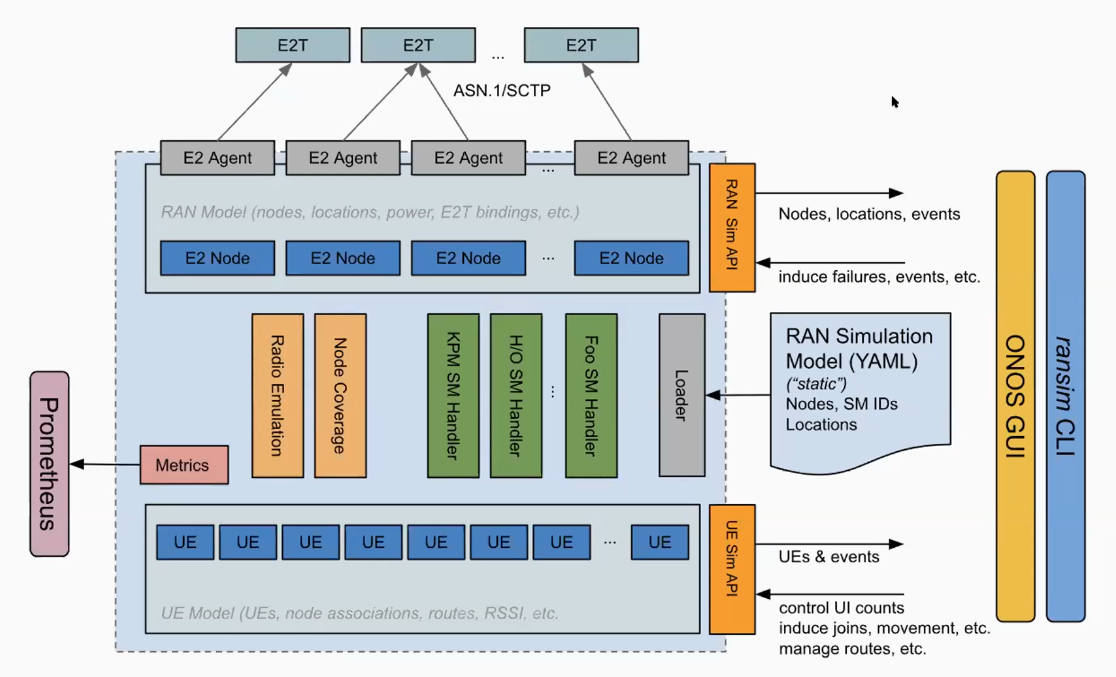 E2T
E2T
...
E2T
ASN.1/SCTP
E2 Agent
E2 Agent
E2 Agent
...
E2 Agent
RAN Model (nodes, locations, power, E2T bindings, etc.)
E2 Node
E2 Node
E2 Node
...
E2 Node
RAN Sim API
Nodes, locations, events
induce failures, events, etc.
Radio Emulation
Node Coverage
KPM SM Handler
H/O SM Handler
...
Foo SM Handler
Loader
RAN Simulation
Model (YAML)
(“static”)
Nodes, SM IDs
Locations
ONOS GUI
ransim CLI
Prometheus
Metrics
UE
UE
UE
UE
UE
UE
UE
...
UE
UE Model (UEs, node associations, routes, RSSI, etc.
UE Sim API
UEs & events
control UI counts
induce joins, movement, etc.
manage routes, etc.